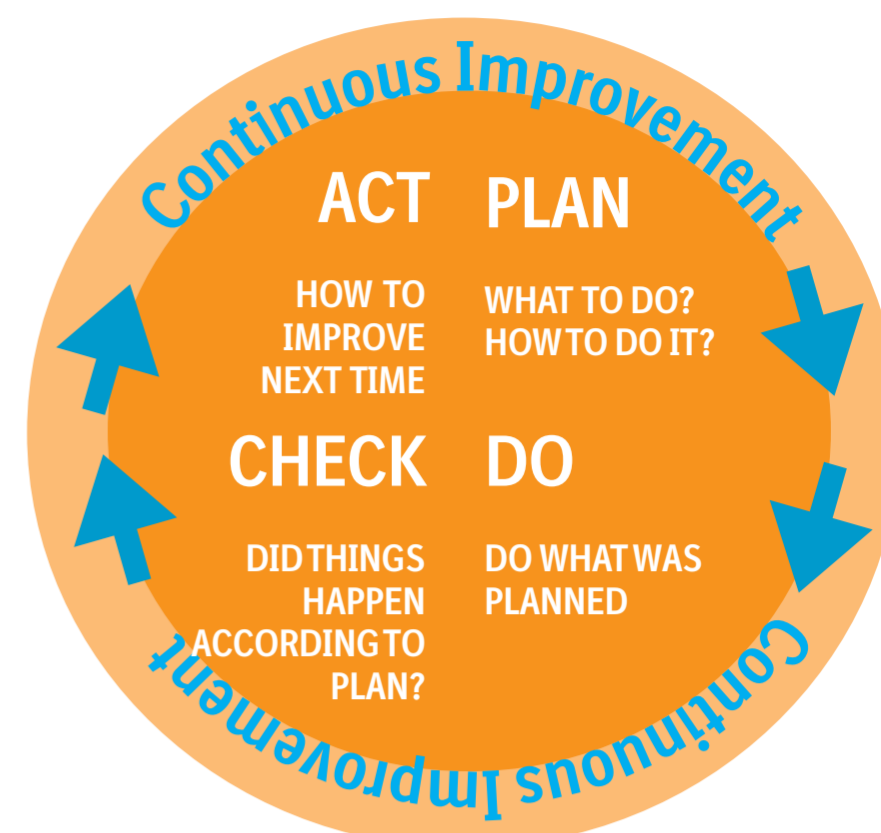 Continuous Improvement
ACT
HOW TO
IMPROVE
NEXT TIME
PLAN
WHAT TO DO?
HOW TO DO IT?
CHECK
DID THINGS
HAPPEN
ACCORDING TO
PLAN?
DO
DO WHAT WAS
PLANNED
Continuous Improvement